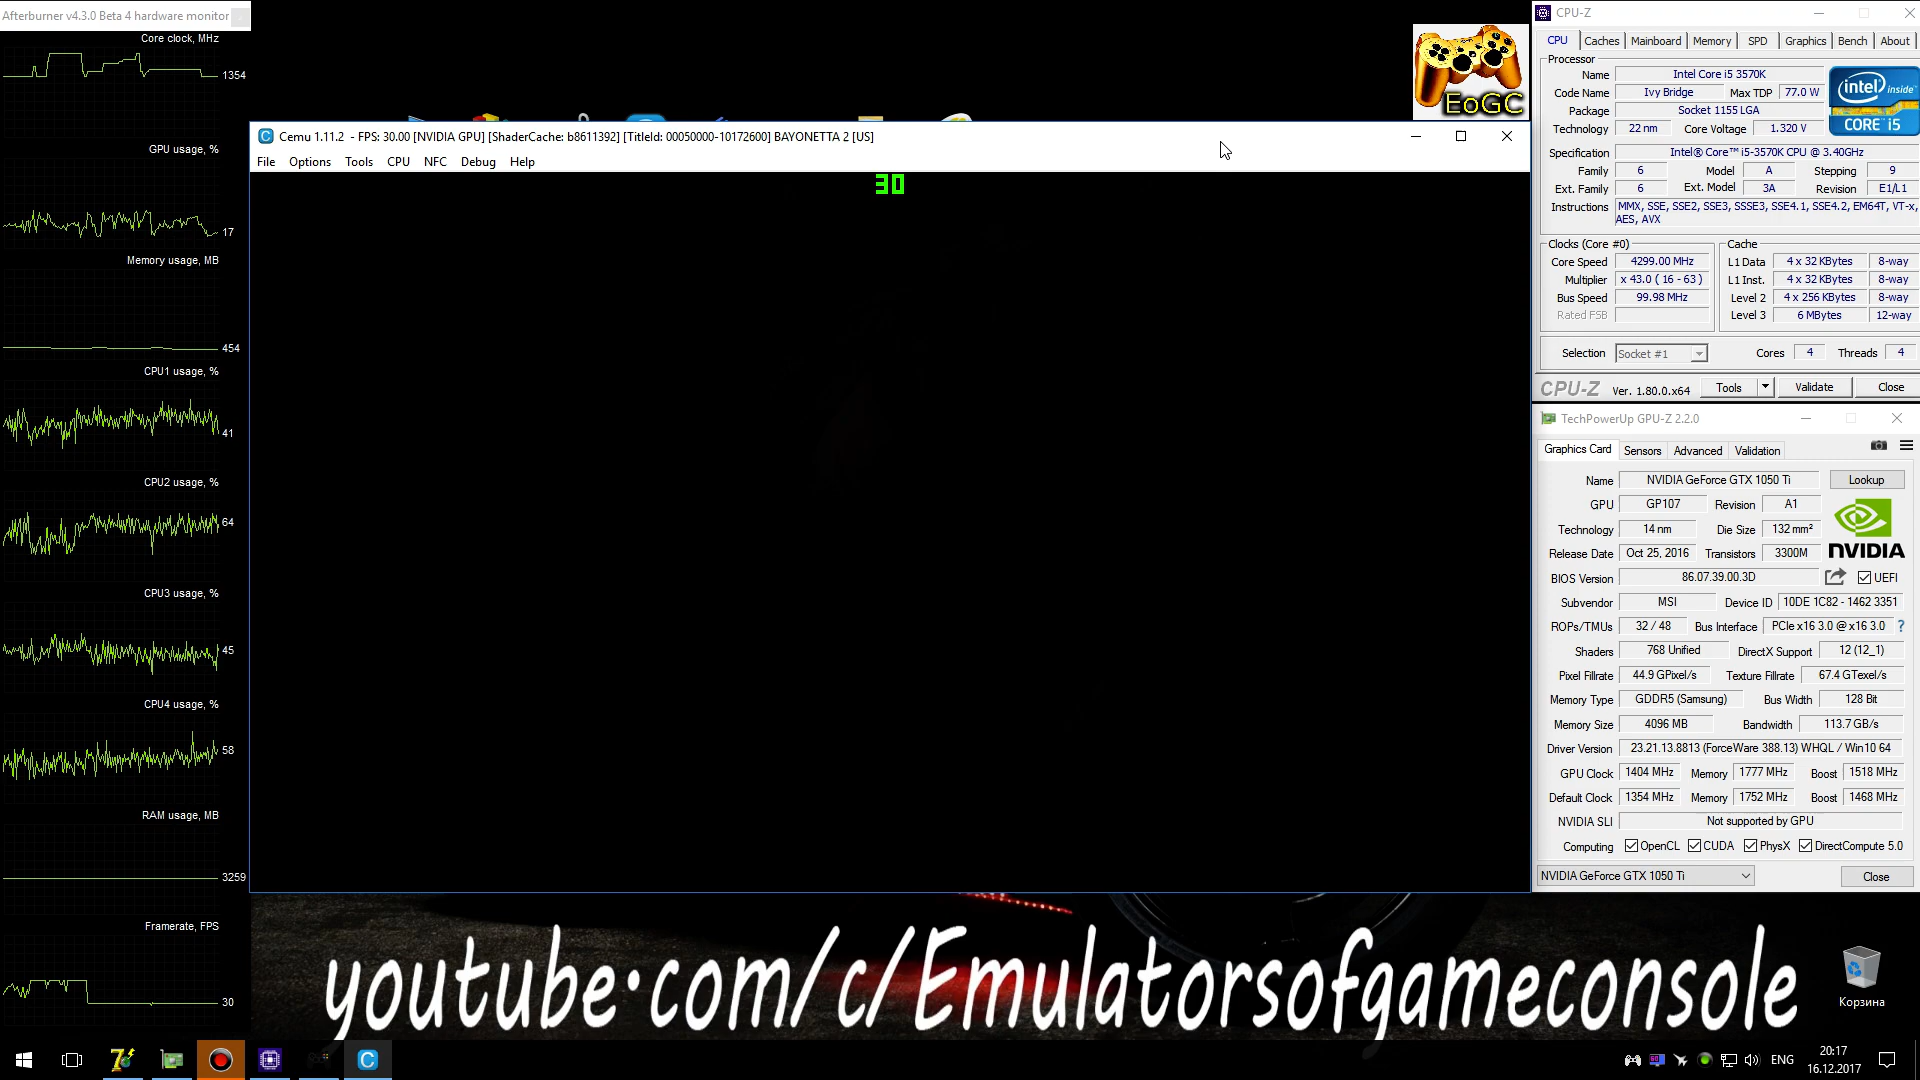 Afterburner v4.3.0 Beta 4 hardware monitor
Core clock, MHz
1354
GPU usage, %
17
Memory usage, MB
454
CPU1 usage, %
41
CPU2 usage, %
64
CPU3 usage, %
45
CPU4 usage, %
58
RAM usage, MB
3259
Framerate, FPS
30
EoGC
Cemu 1.11.2 - FPS: 30.00 [NVIDIA GPU] [ShaderCache: b8611392] [TitleId: 00050000-10172600] BAYONETTA 2 [US]
File Options Tools CPU NFC Debug Help
30
CPU-Z
CPU Caches Mainboard Memory SPD Graphics Bench About
Processor
Name Intel Core i5 3570K
Code Name Ivy Bridge Max TDP 77.0 W
Package Socket 1155 LGA
Technology 22 nm Core Voltage 1.320 V
intel inside™
CORE i5
Specification Intel® Core™ i5-3570K CPU @ 3.40GHz
Family 6 Model A Stepping 9
Ext. Family 6 Ext. Model 3A Revision E1/L1
Instructions MMX, SSE, SSE2, SSE3, SSSE3, SSE4.1, SSE4.2, EM64T, VT-x,
AES, AVX
Clocks (Core #0) Cache
Core Speed 4299.00 MHz L1 Data 4 x 32 KBytes 8-way
Multiplier x 43.0 ( 16 - 63 ) L1 Inst. 4 x 32 KBytes 8-way
Bus Speed 99.98 MHz Level 2 4 x 256 KBytes 8-way
Rated FSB Level 3 6 MBytes 12-way
Selection Socket #1 Cores 4 Threads 4
CPU-Z Ver. 1.80.0.x64 Tools Validate Close
TechPowerUp GPU-Z 2.2.0
Graphics Card Sensors Advanced Validation
Name NVIDIA GeForce GTX 1050 Ti Lookup
GPU GP107 Revision A1
Technology 14 nm Die Size 132 mm²
Release Date Oct 25, 2016 Transistors 3300M
NVIDIA
BIOS Version 86.07.39.00.3D UEFI
Subvendor MSI Device ID 10DE 1C82 - 1462 3351
ROPs/TMUs 32 / 48 Bus Interface PCIe x16 3.0 @ x16 3.0 ?
Shaders 768 Unified DirectX Support 12 (12_1)
Pixel Fillrate 44.9 GPixel/s Texture Fillrate 67.4 GTexel/s
Memory Type GDDR5 (Samsung) Bus Width 128 Bit
Memory Size 4096 MB Bandwidth 113.7 GB/s
Driver Version 23.21.13.8813 (ForceWare 388.13) WHQL / Win10 64
GPU Clock 1404 MHz Memory 1777 MHz Boost 1518 MHz
Default Clock 1354 MHz Memory 1752 MHz Boost 1468 MHz
NVIDIA SLI Not supported by GPU
Computing OpenCL CUDA PhysX DirectCompute 5.0
NVIDIA GeForce GTX 1050 Ti Close
youtube.com/c/Emulatorsofgameconsole
Корзина
ENG
20:17
16.12.2017